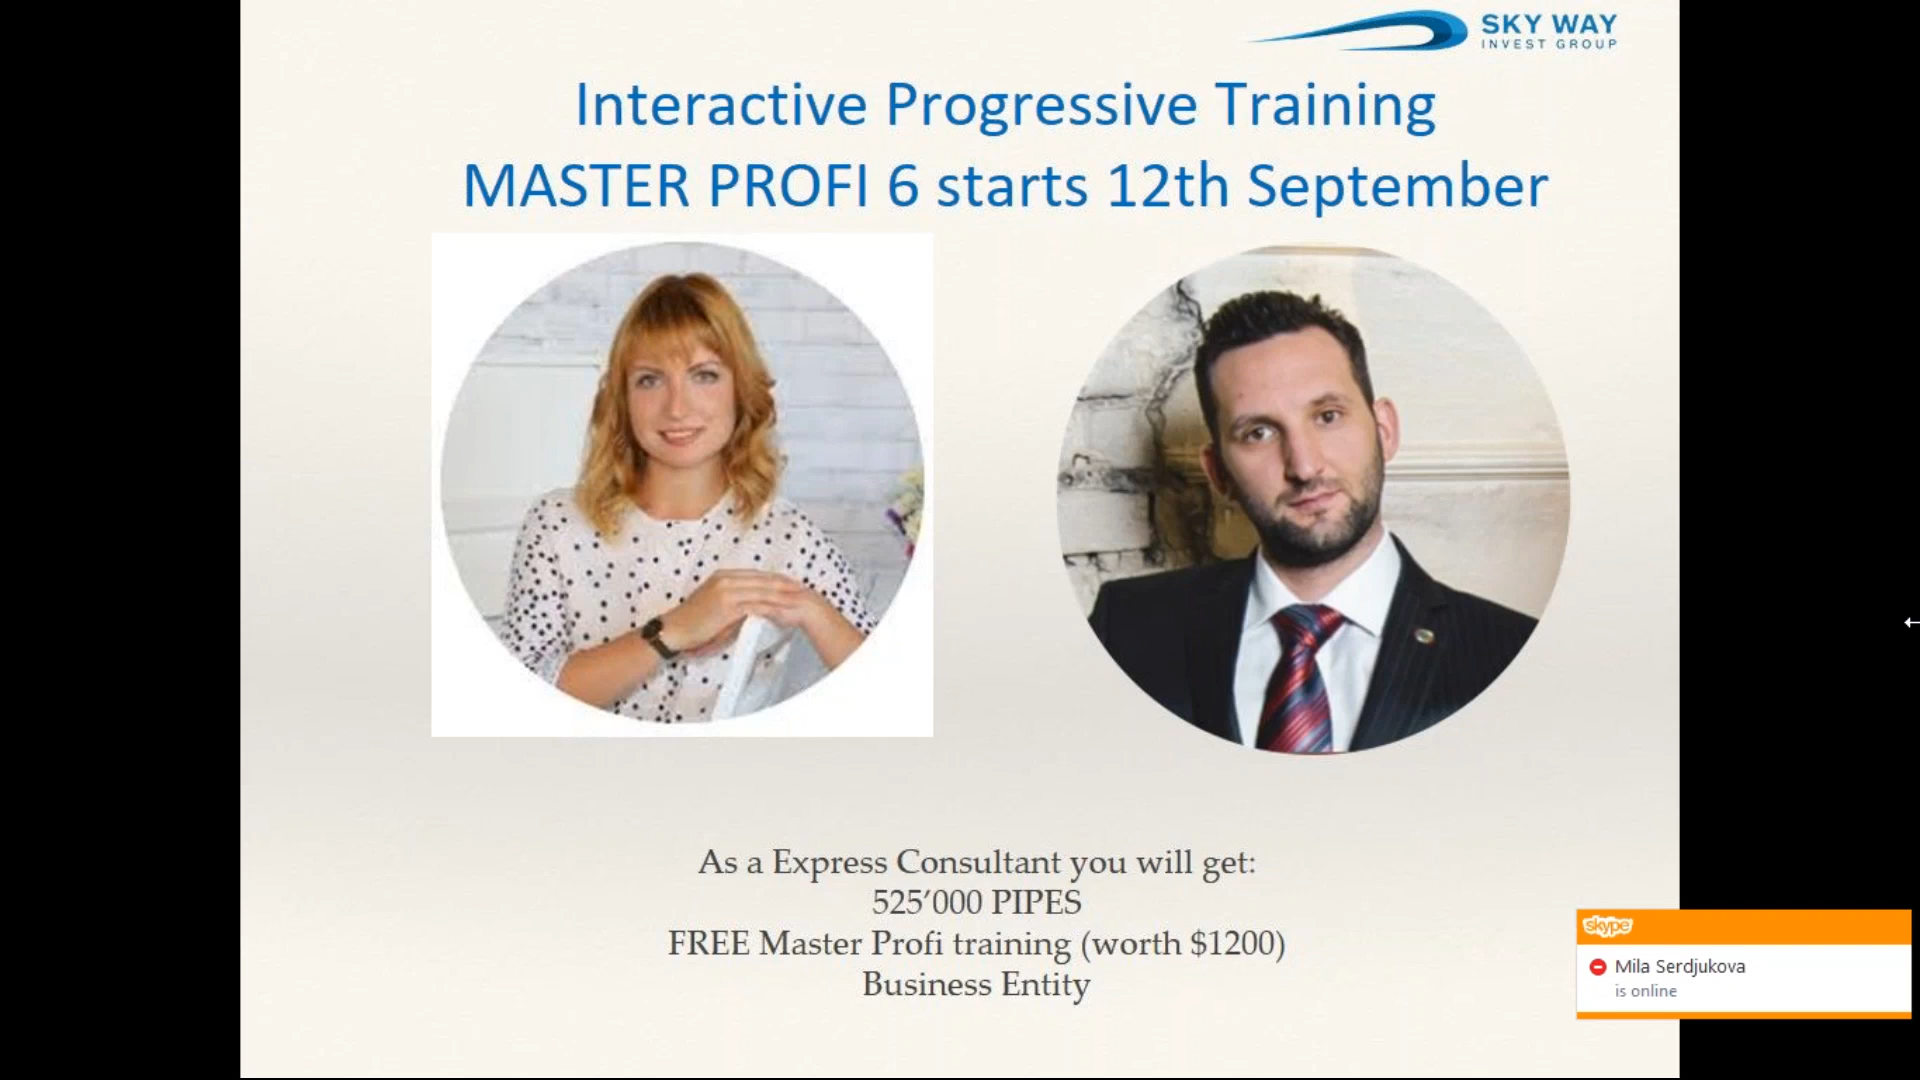 SKY WAY
INVEST GROUP
Interactive Progressive Training
MASTER PROFI 6 starts 12th September
As a Express Consultant you will get:
525’000 PIPES
FREE Master Profi training (worth $1200)
Business Entity
skype
Mila Serdjukova
is online